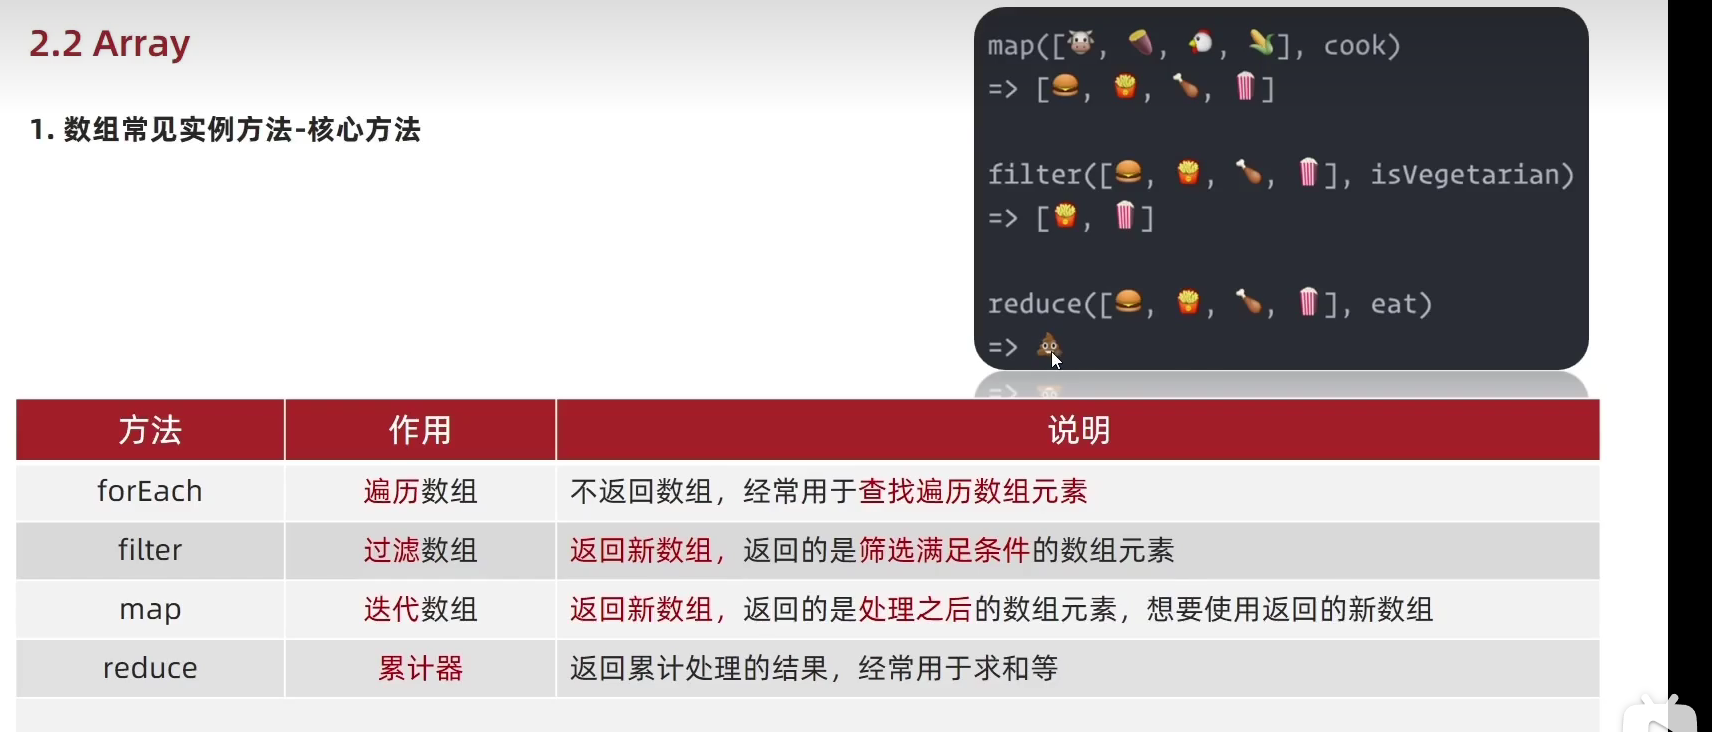 2.2 Array
1. 数组常见实例方法-核心方法
map([🐮, 🍠, 🐔, 🌽], cook)
=> [🍔, 🍟, 🍗, 🍿]
filter([🍔, 🍟, 🍗, 🍿], isVegetarian)
=> [🍟, 🍿]
reduce([🍔, 🍟, 🍗, 🍿], eat)
=> 💩
方法 作用 说明
forEach 遍历数组 不返回数组，经常用于查找遍历数组元素
filter 过滤数组 返回新数组，返回的是筛选满足条件的数组元素
map 迭代数组 返回新数组，返回的是处理之后的数组元素，想要使用返回的新数组
reduce 累计器 返回累计处理的结果，经常用于求和等